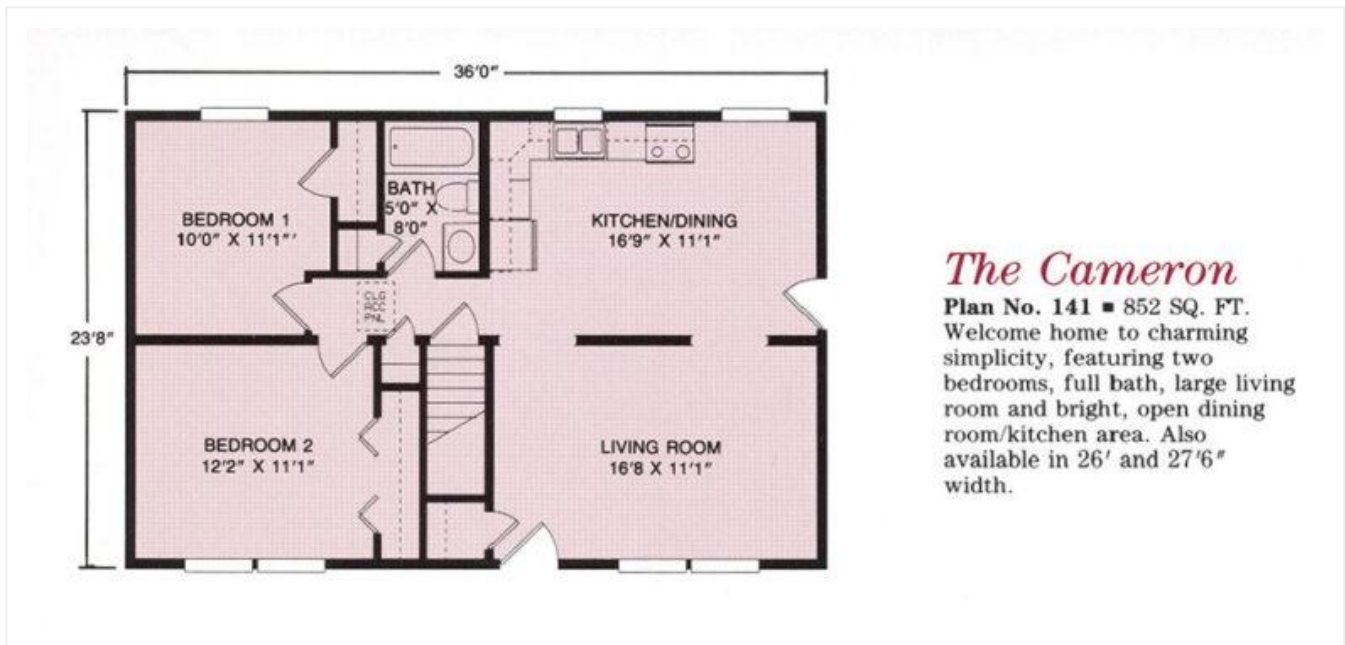 36'0"
BATH
5'0" X
8'0"
BEDROOM 1
10'0" X 11'1"'
KITCHEN/DINING
16'9" X 11'1"
23'8"
BEDROOM 2
12'2" X 11'1"
LIVING ROOM
16'8 X 11'1"
The Cameron
Plan No. 141 ■ 852 SQ. FT.
Welcome home to charming
simplicity, featuring two
bedrooms, full bath, large living
room and bright, open dining
room/kitchen area. Also
available in 26' and 27'6"
width.